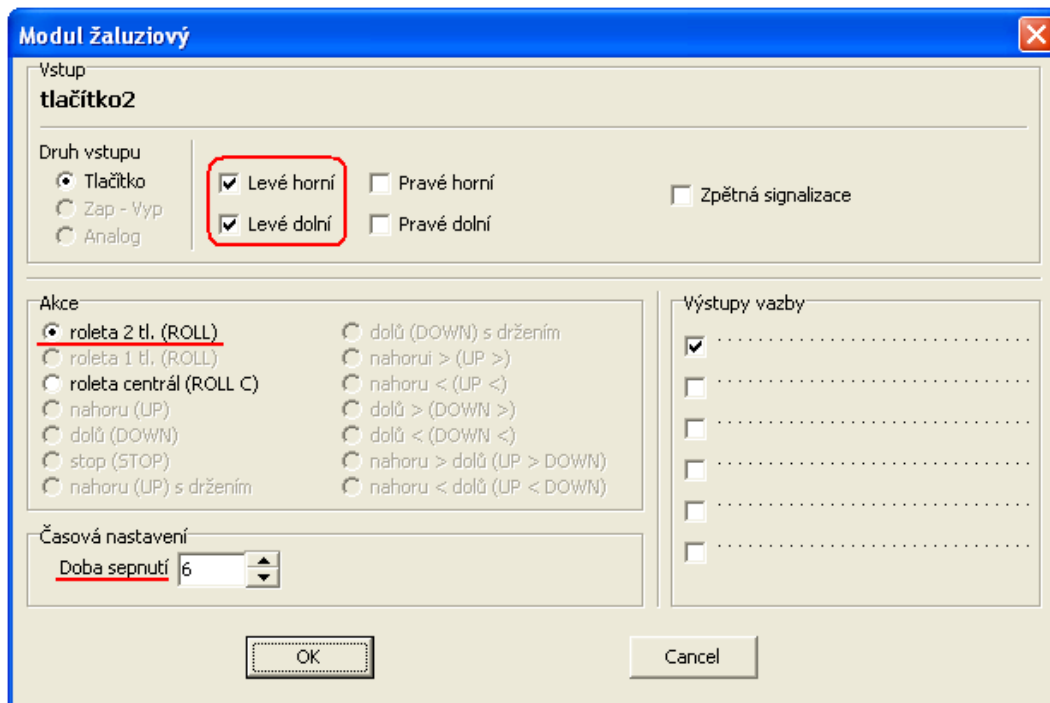 Modul žaluziový
Vstup
tlačítko2
Druh vstupu
Tlačítko
Zap - Vyp
Analog
Levé horní
Pravé horní
Levé dolní
Pravé dolní
Zpětná signalizace
Akce
roleta 2 tl. (ROLL)
roleta 1 tl. (ROLL)
roleta centrál (ROLL C)
nahoru (UP)
dolů (DOWN)
stop (STOP)
nahoru (UP) s držením
dolů (DOWN) s držením
nahorui > (UP >)
nahoru < (UP <)
dolů > (DOWN >)
dolů < (DOWN <)
nahoru > dolů (UP > DOWN)
nahoru < dolů (UP < DOWN)
Výstupy vazby
Časová nastavení
Doba sepnutí 6
OK
Cancel